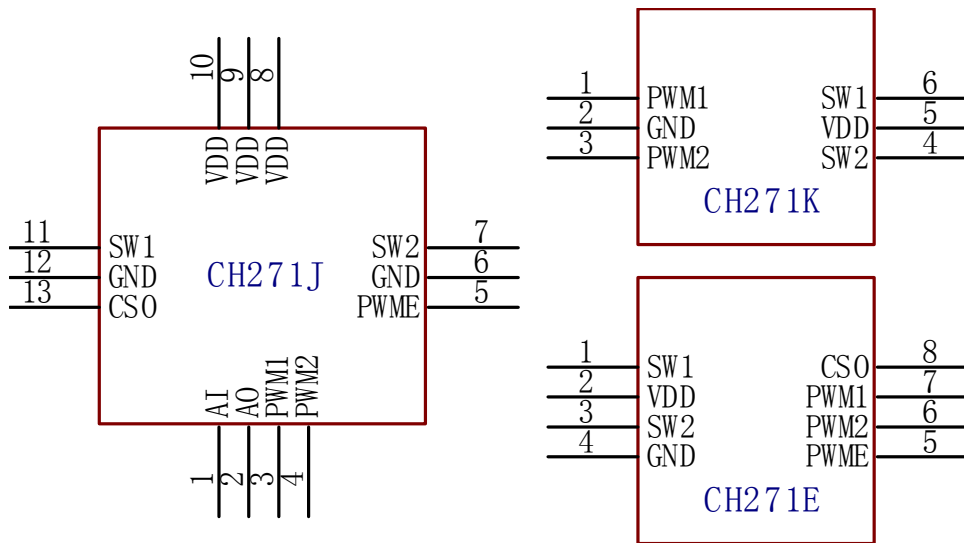 10 9 8
VDD VDD VDD
11 SW1
12 GND
13 CSO
CH271J
SW2 7
GND 6
PWME 5
AI AO PWM1 PWM2
1 2 3 4
1 PWM1
2 GND
3 PWM2
SW1 6
VDD 5
SW2 4
CH271K
1 SW1
2 VDD
3 SW2
4 GND
CSO 8
PWM1 7
PWM2 6
PWME 5
CH271E